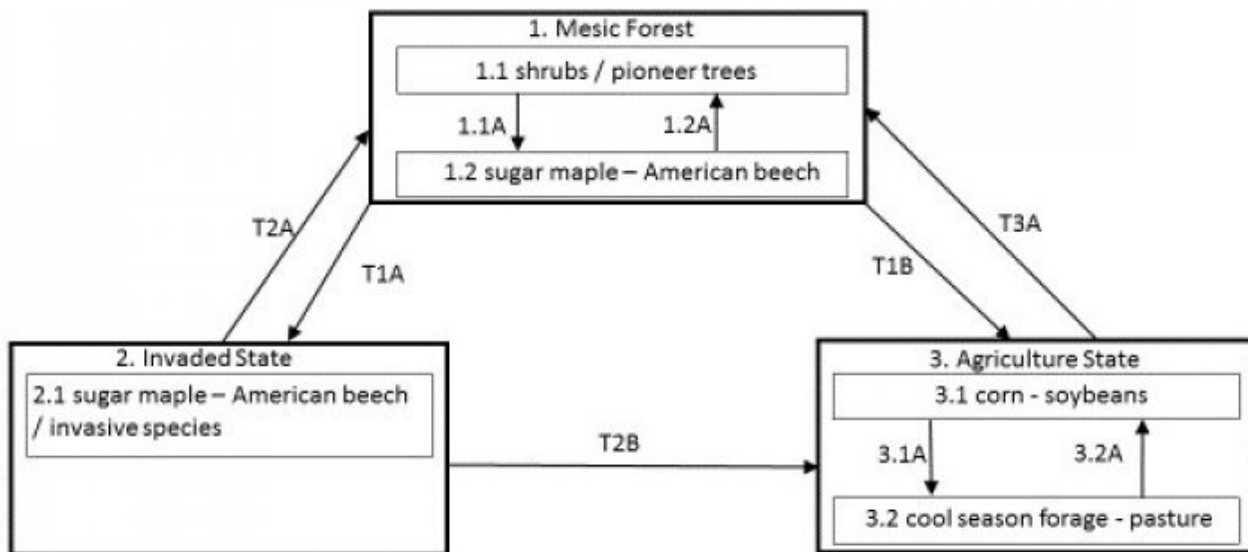 1. Mesic Forest
1.1 shrubs / pioneer trees
1.1A
1.2A
1.2 sugar maple – American beech
T2A
T1A
T1B
T3A
2. Invaded State
2.1 sugar maple – American beech
/ invasive species
T2B
3. Agriculture State
3.1 corn - soybeans
3.1A
3.2A
3.2 cool season forage - pasture